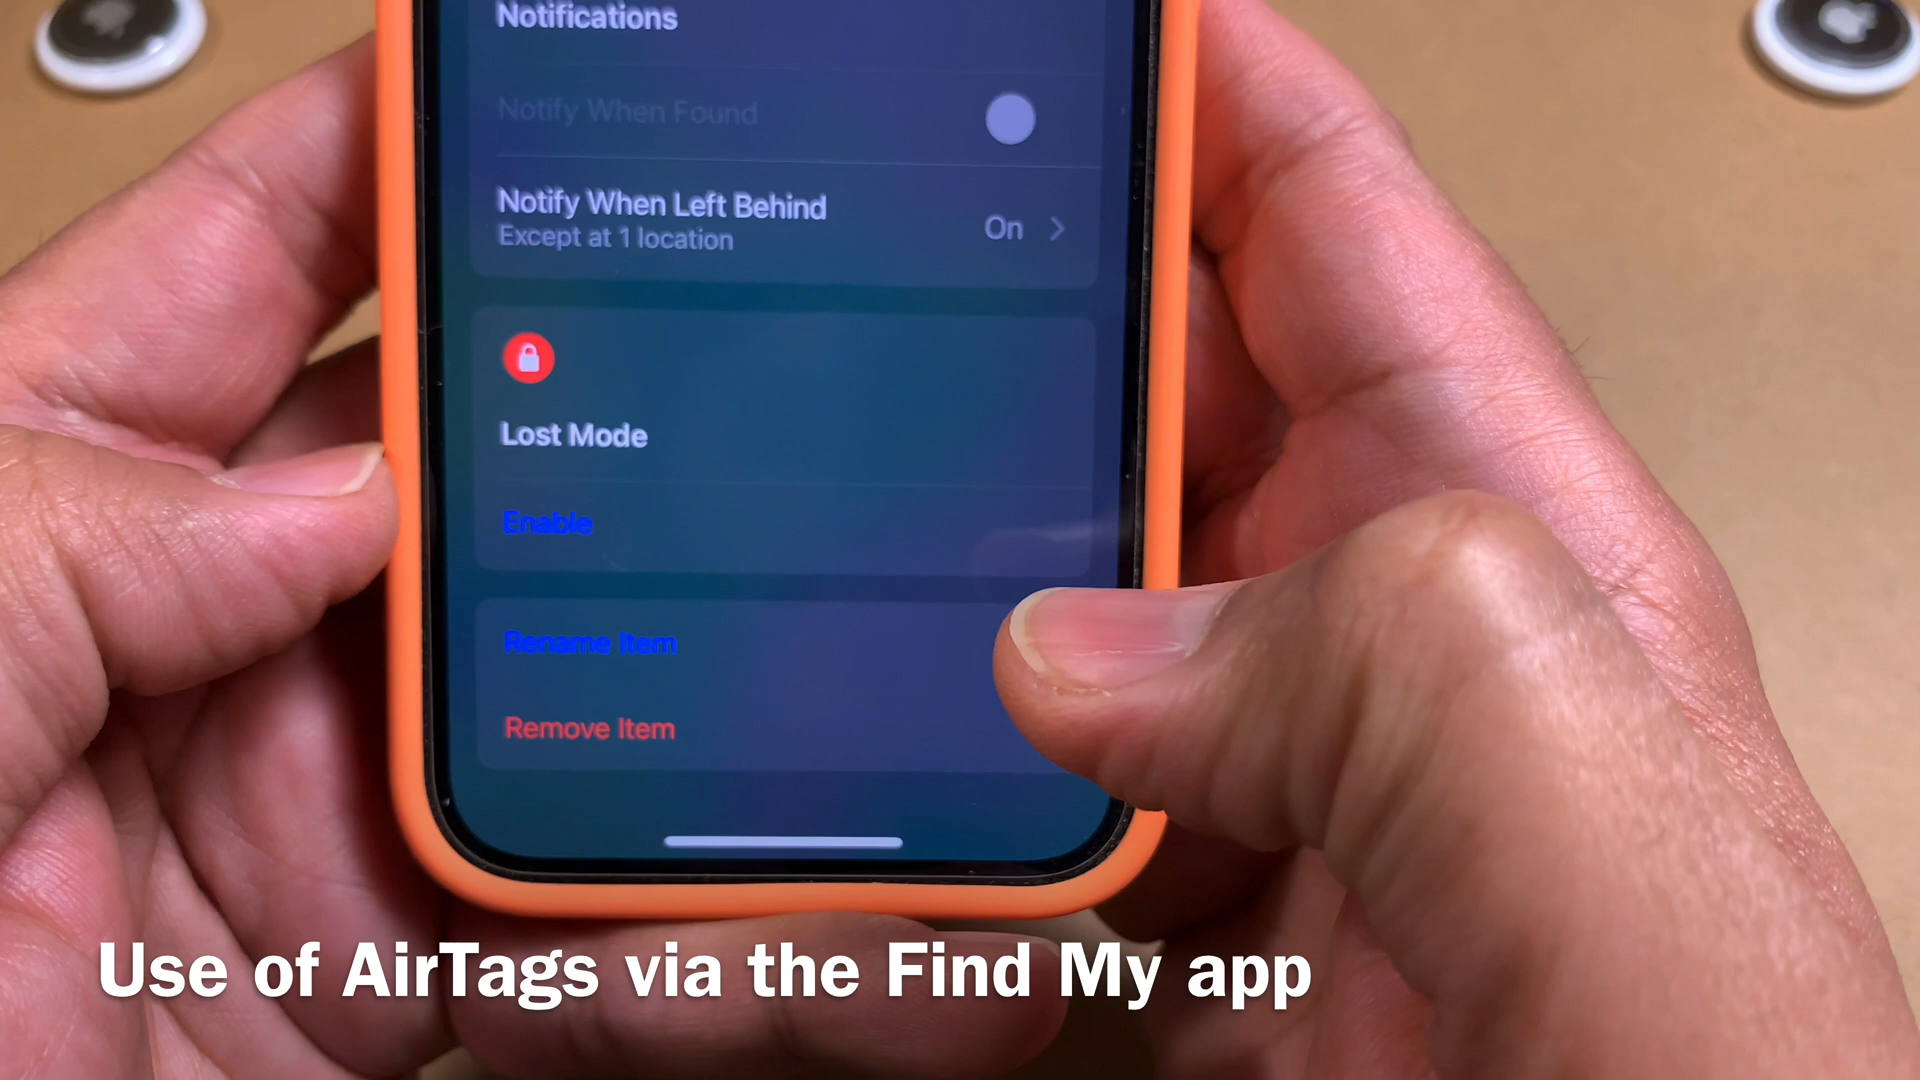 Notifications
Notify When Found
Notify When Left Behind
Except at 1 location
On
Lost Mode
Enable
Rename Item
Remove Item
Use of AirTags via the Find My app